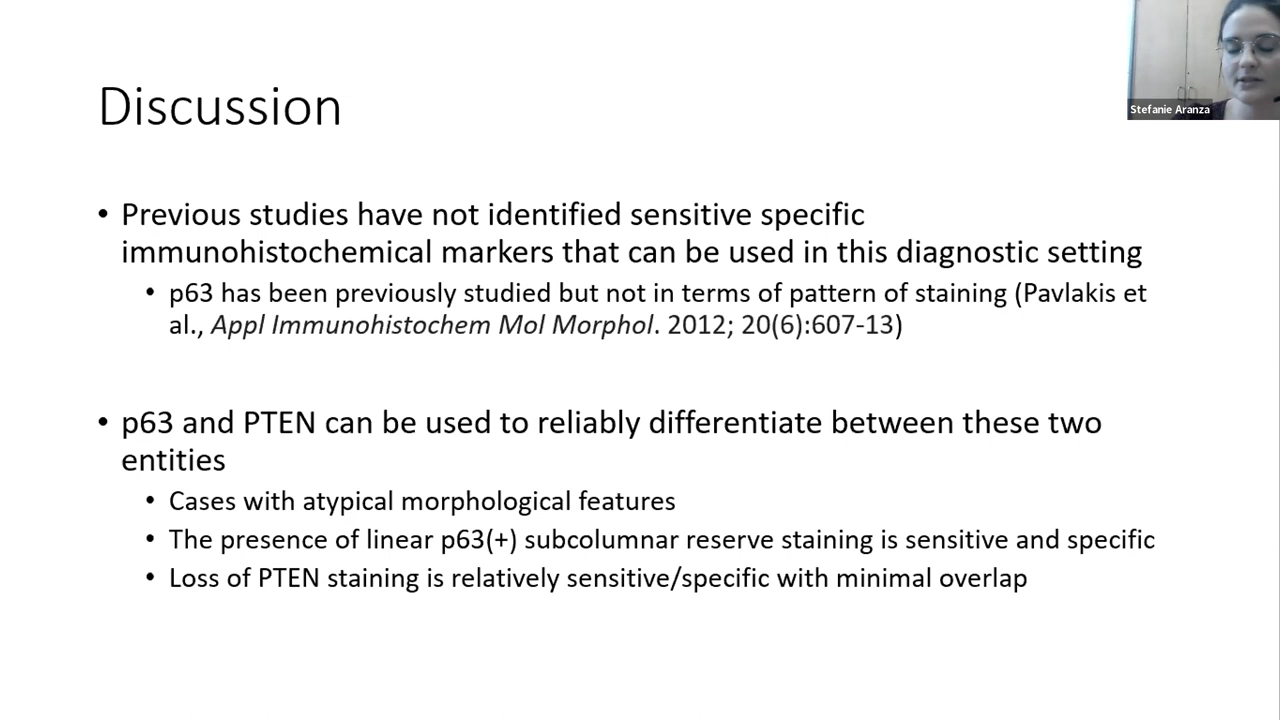 Stefanie Aranza
Discussion
• Previous studies have not identified sensitive specific
immunohistochemical markers that can be used in this diagnostic setting
• p63 has been previously studied but not in terms of pattern of staining (Pavlakis et
al., Appl Immunohistochem Mol Morphol. 2012; 20(6):607-13)
• p63 and PTEN can be used to reliably differentiate between these two
entities
• Cases with atypical morphological features
• The presence of linear p63(+) subcolumnar reserve staining is sensitive and specific
• Loss of PTEN staining is relatively sensitive/specific with minimal overlap